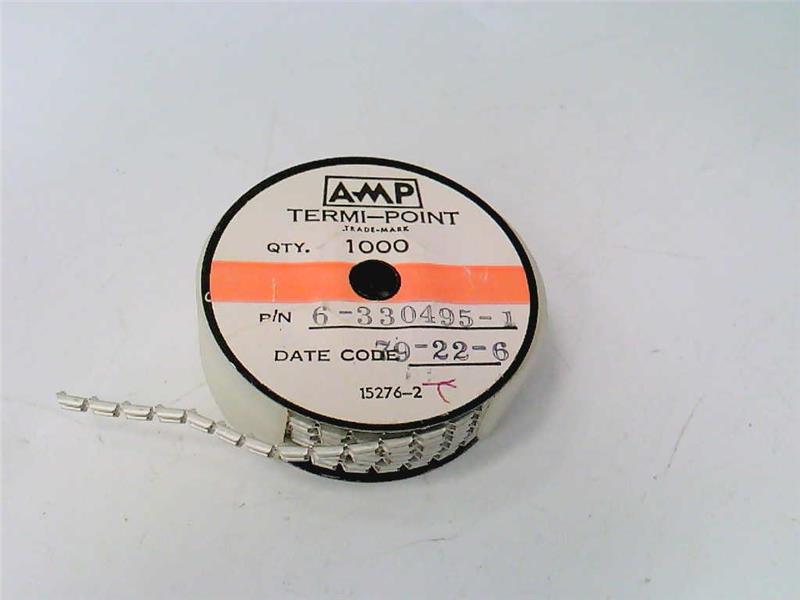 AMP
TERMI-POINT
TRADE-MARK
QTY. 1000
P/N 6-330495-1
DATE CODE 79-22-6
15276-2